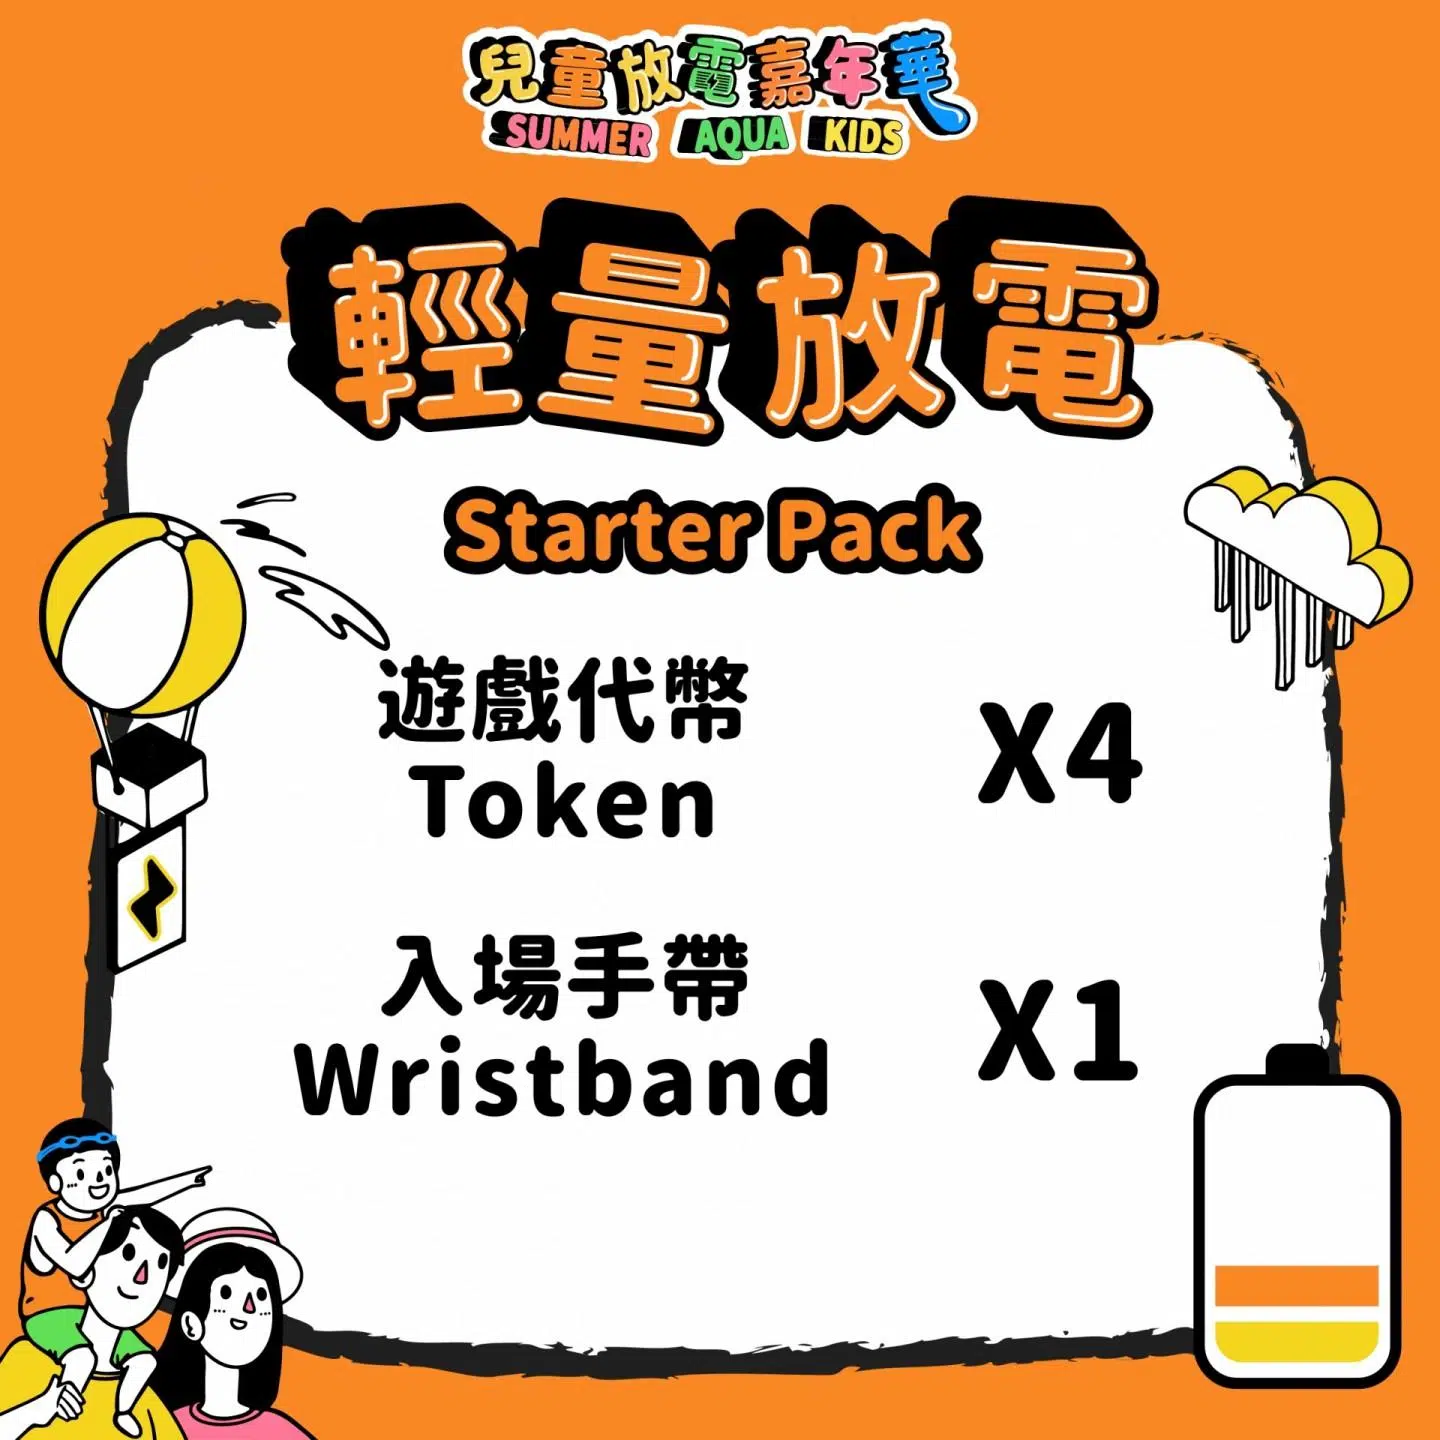 兒童放電嘉年華
SUMMER AQUA KIDS
輕量放電
Starter Pack
遊戲代幣
Token
X4
入場手帶
Wristband
X1